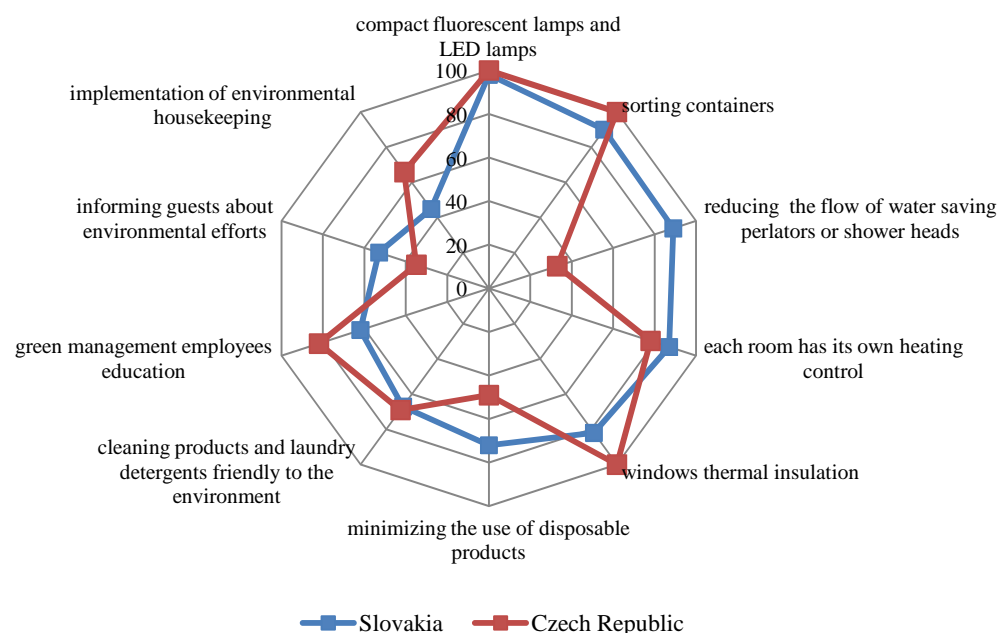 compact fluorescent lamps and
LED lamps
100
80
60
40
20
0
sorting containers
reducing the flow of water saving
perlators or shower heads
each room has its own heating
control
windows thermal insulation
minimizing the use of disposable
products
cleaning products and laundry
detergents friendly to the
environment
green management employees
education
informing guests about
environmental efforts
implementation of environmental
housekeeping
Slovakia
Czech Republic